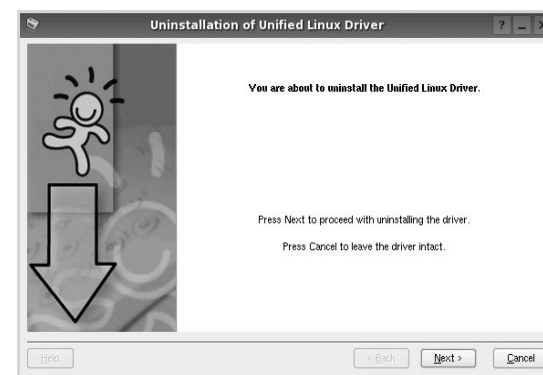 Uninstallation of Unified Linux Driver
You are about to uninstall the Unified Linux Driver.
Press Next to proceed with uninstalling the driver.
Press Cancel to leave the driver intact.
Help
< Back
Next >
Cancel